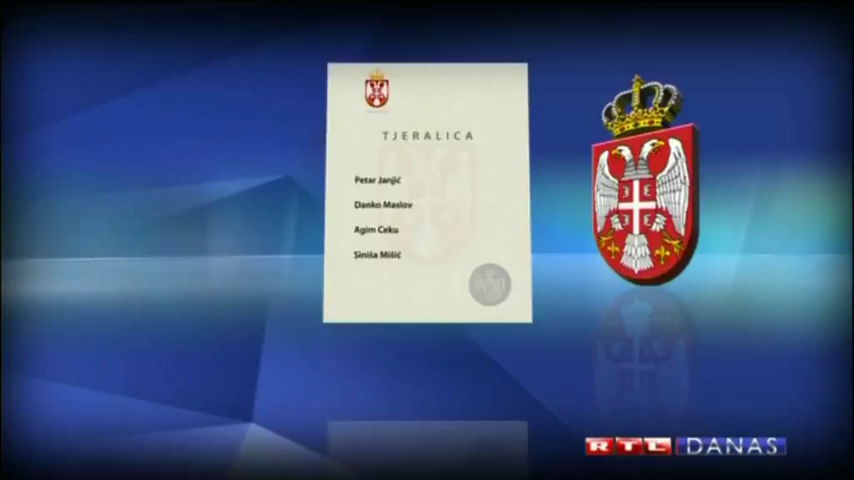 TJERALICA
Petar Janjić
Danko Maslov
Agim Ceku
Siniša Mišić
RTL DANAS